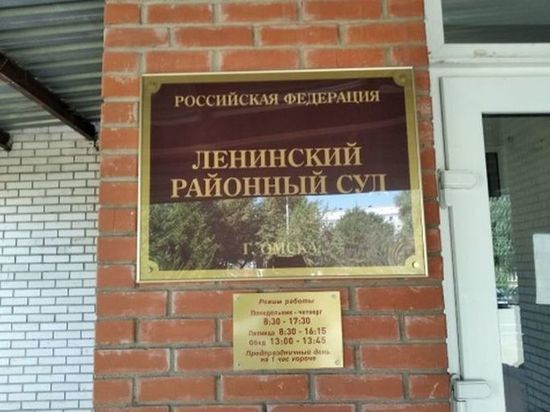 РОССИЙСКАЯ ФЕДЕРАЦИЯ
ЛЕНИНСКИЙ
РАЙОННЫЙ СУД
Г. ОМСКА
Режим работы
Понедельник - четверг
8:30 - 17:30
Пятница 8:30 - 16:15
Обед 13:00 - 13:45
Предпраздничный день
на 1 час короче